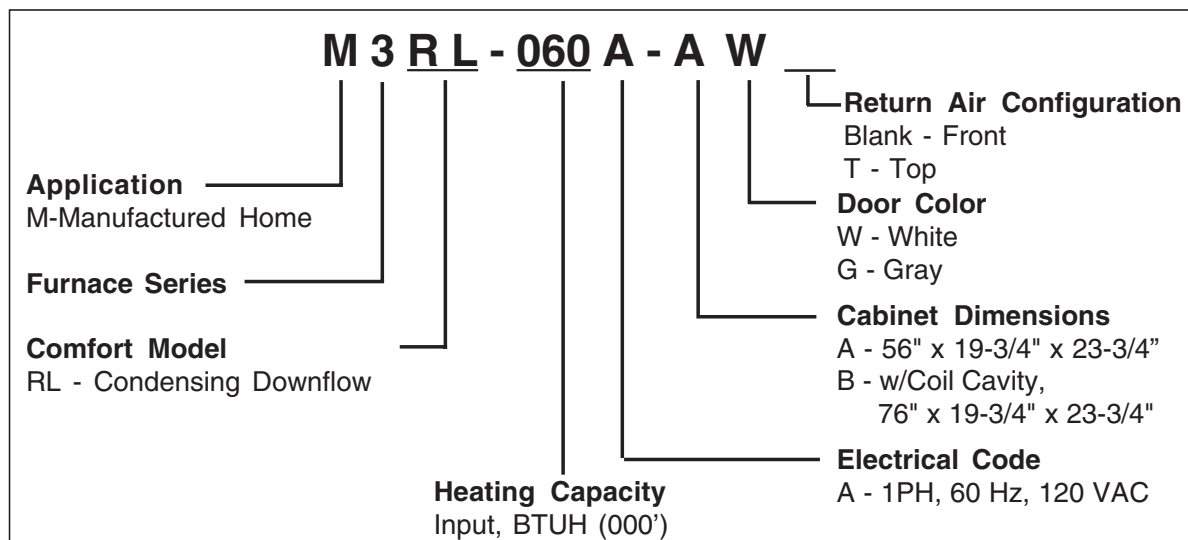 M 3 R L - 060 A - A W
Return Air Configuration
Blank - Front
T - Top
Application
M-Manufactured Home
Door Color
W - White
G - Gray
Furnace Series
Cabinet Dimensions
A - 56" x 19-3/4" x 23-3/4”
B - w/Coil Cavity,
76" x 19-3/4" x 23-3/4"
Comfort Model
RL - Condensing Downflow
Electrical Code
A - 1PH, 60 Hz, 120 VAC
Heating Capacity
Input, BTUH (000’)